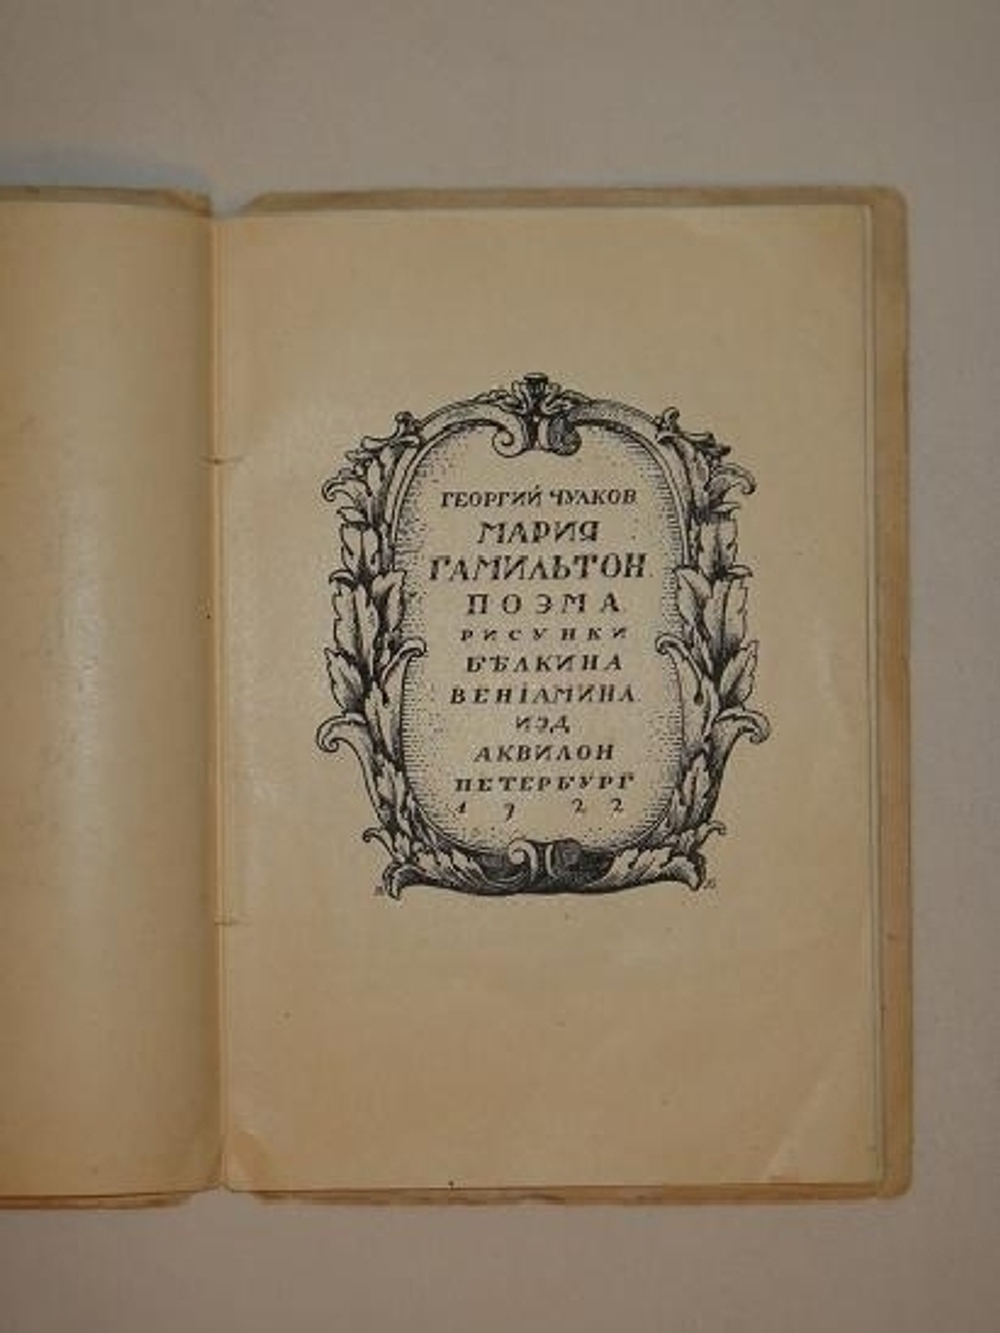 ГЕОРГИЙ ЧУЛКОВ
МАРИЯ
ГАМИЛЬТОН
ПОЭМА
РИСУНКИ
БѢЛКИНА
ВЕНІАМИНА
ИЗД
АКВИЛОН
ПЕТЕРБУРГ
1922